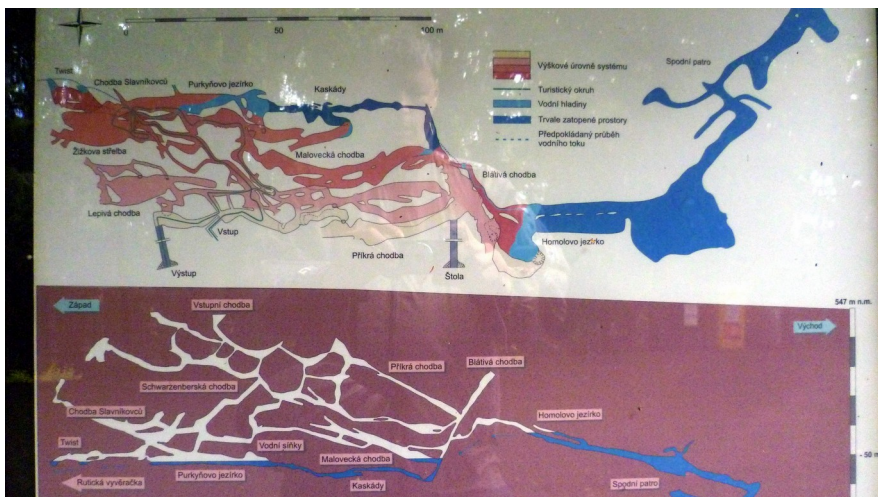 0
50
100 m
Twist
Chodba Slavníkovců
Purkyňovo jezírko
Kaskády
Žižkova střelba
Malovecká chodba
Lepivá chodba
Vstup
Výstup
Příkrá chodba
Štola
Blátivá chodba
Homolovo jezírko
Spodní patro
Výškové úrovně systému
Turistický okruh
Vodní hladiny
Trvale zatopené prostory
Předpokládaný průběh
vodního toku
547 m n.m.
Západ
Východ
Vstupní chodba
Příkrá chodba
Blátivá chodba
Schwarzenberská chodba
Chodba Slavníkovců
Homolovo jezírko
Twist
Vodní síňky
Malovecká chodba
Purkyňovo jezírko
Kaskády
Rutická vyvěračka
Spodní patro
- 50 m